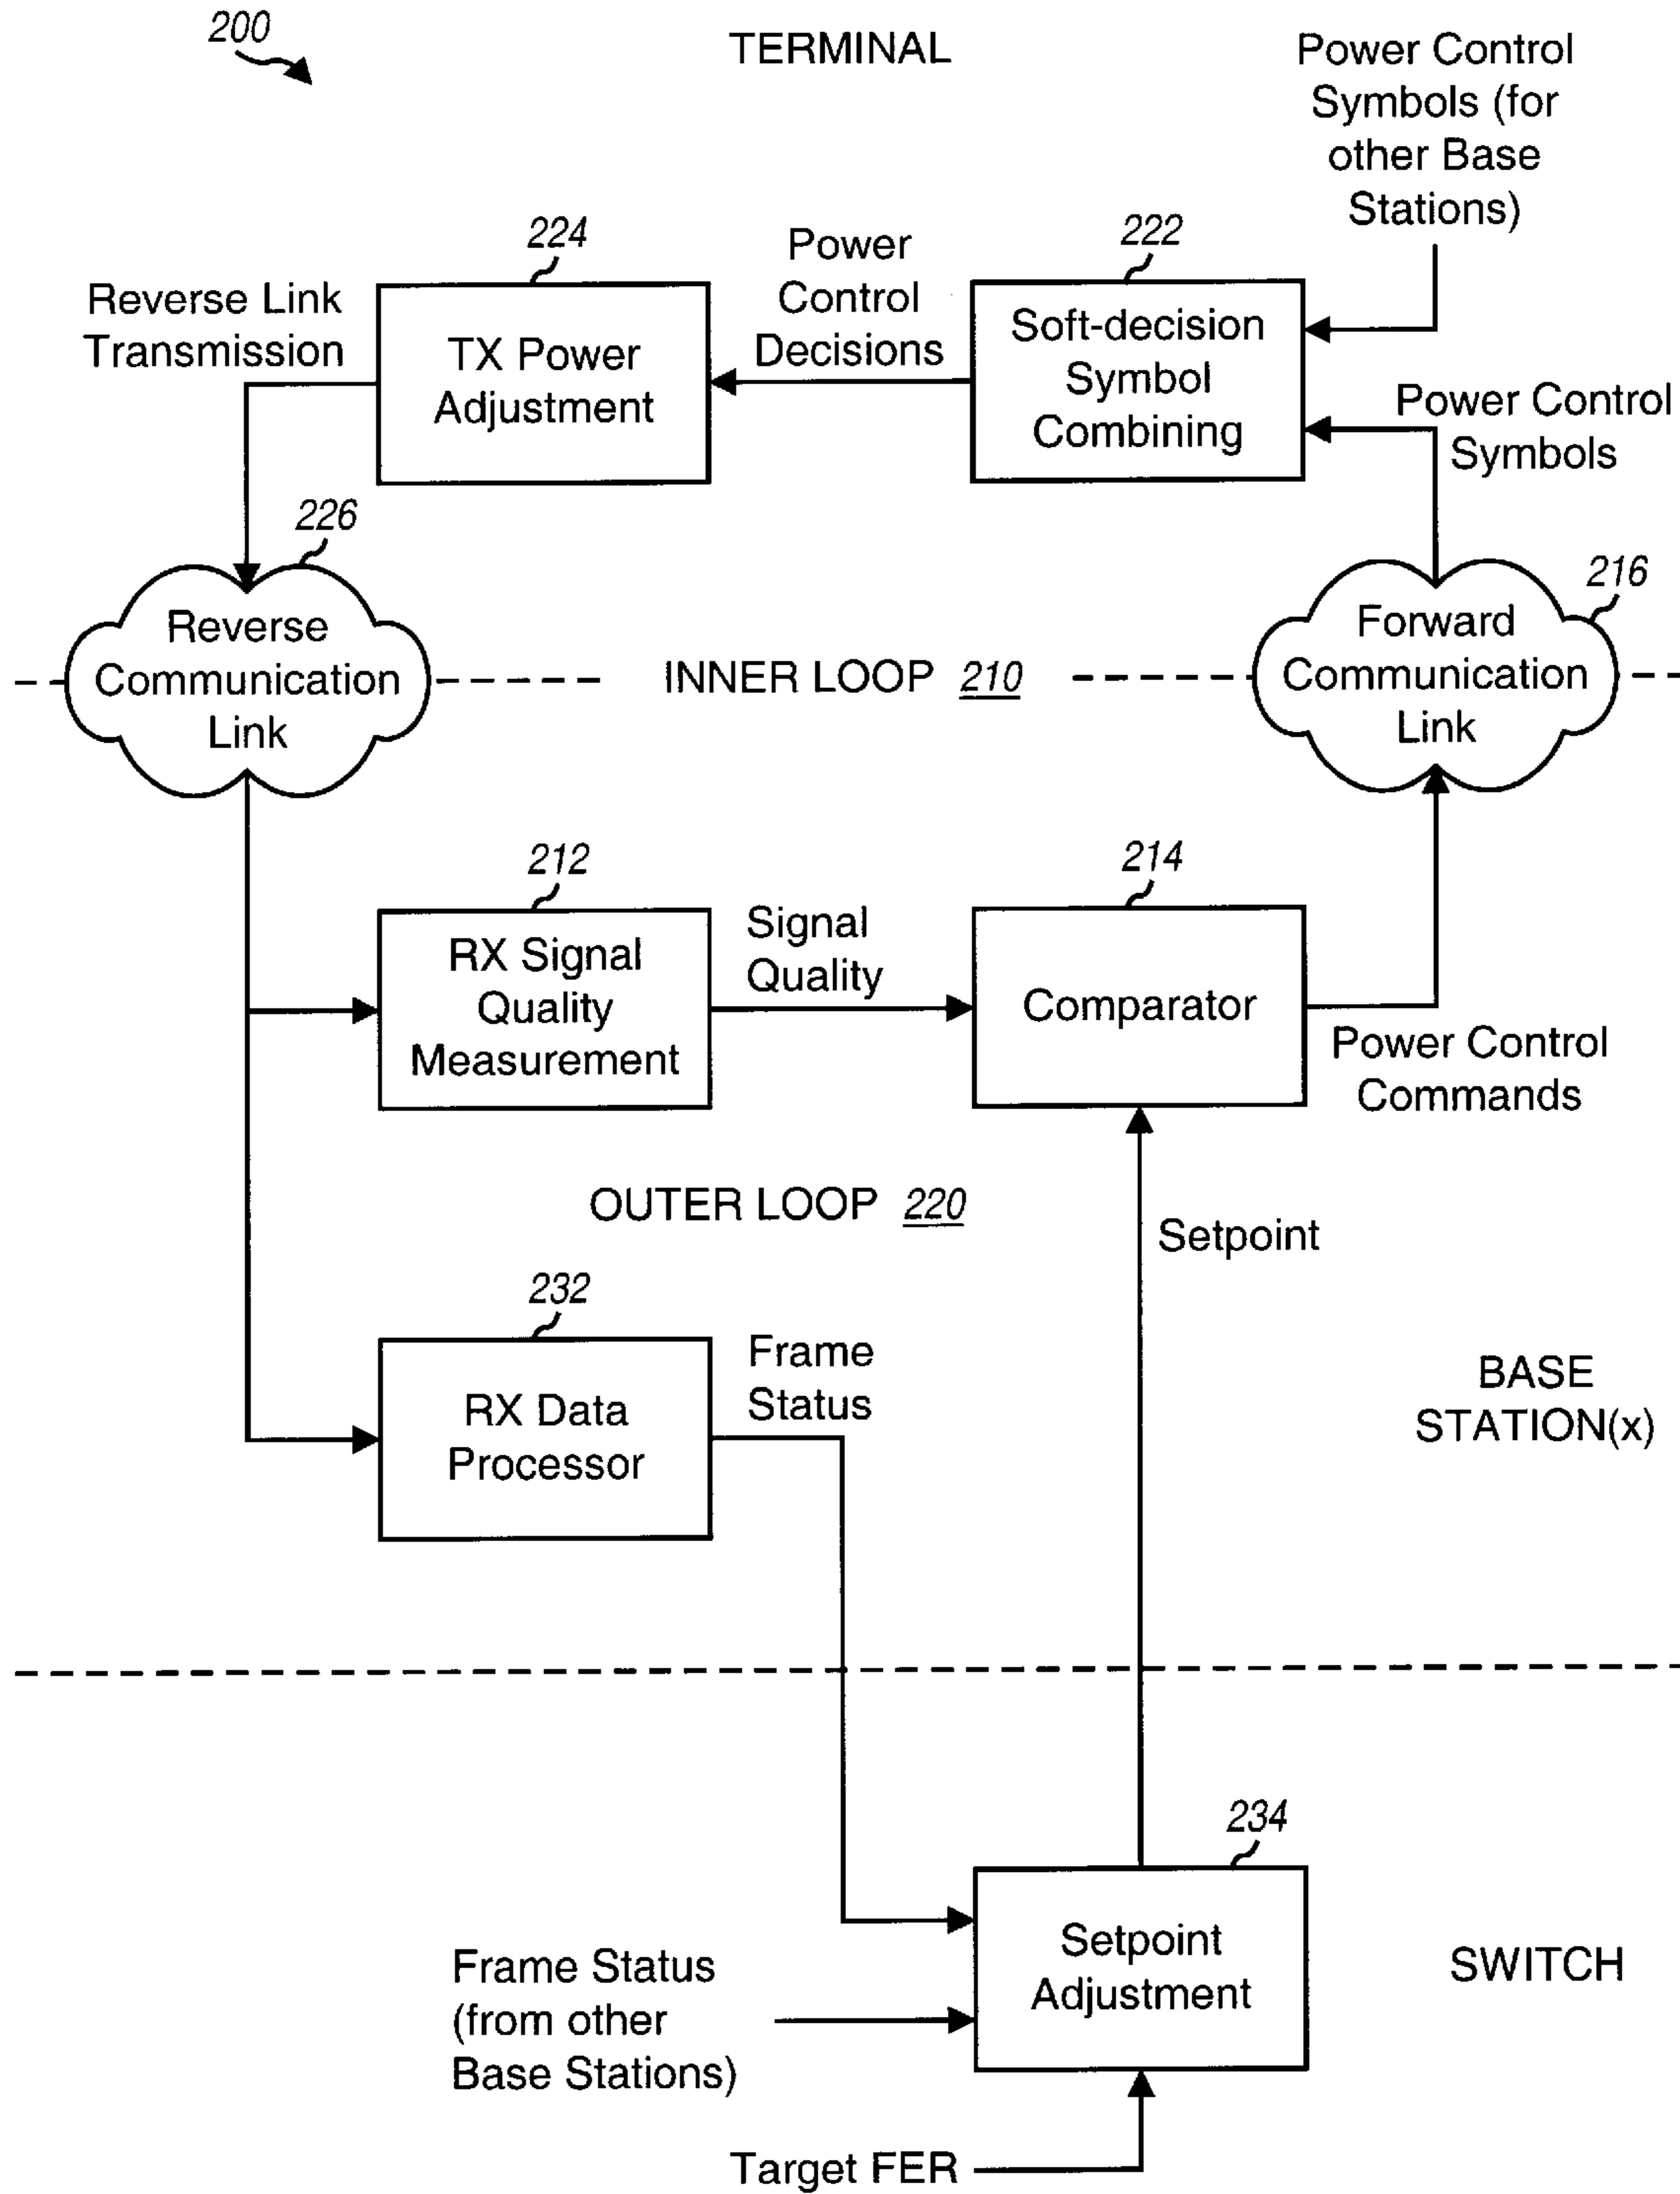 200
TERMINAL
Power Control
Symbols (for
other Base
Stations)
224
Power
Control
Decisions
222
Reverse Link
Transmission
TX Power
Adjustment
Soft-decision
Symbol
Combining
Power Control
Symbols
226
216
Reverse
Communication
Link
INNER LOOP 210
Forward
Communication
Link
212
214
RX Signal
Quality
Measurement
Signal
Quality
Comparator
Power Control
Commands
OUTER LOOP 220
Setpoint
232
RX Data
Processor
Frame
Status
BASE
STATION(x)
234
Setpoint
Adjustment
SWITCH
Frame Status
(from other
Base Stations)
Target FER